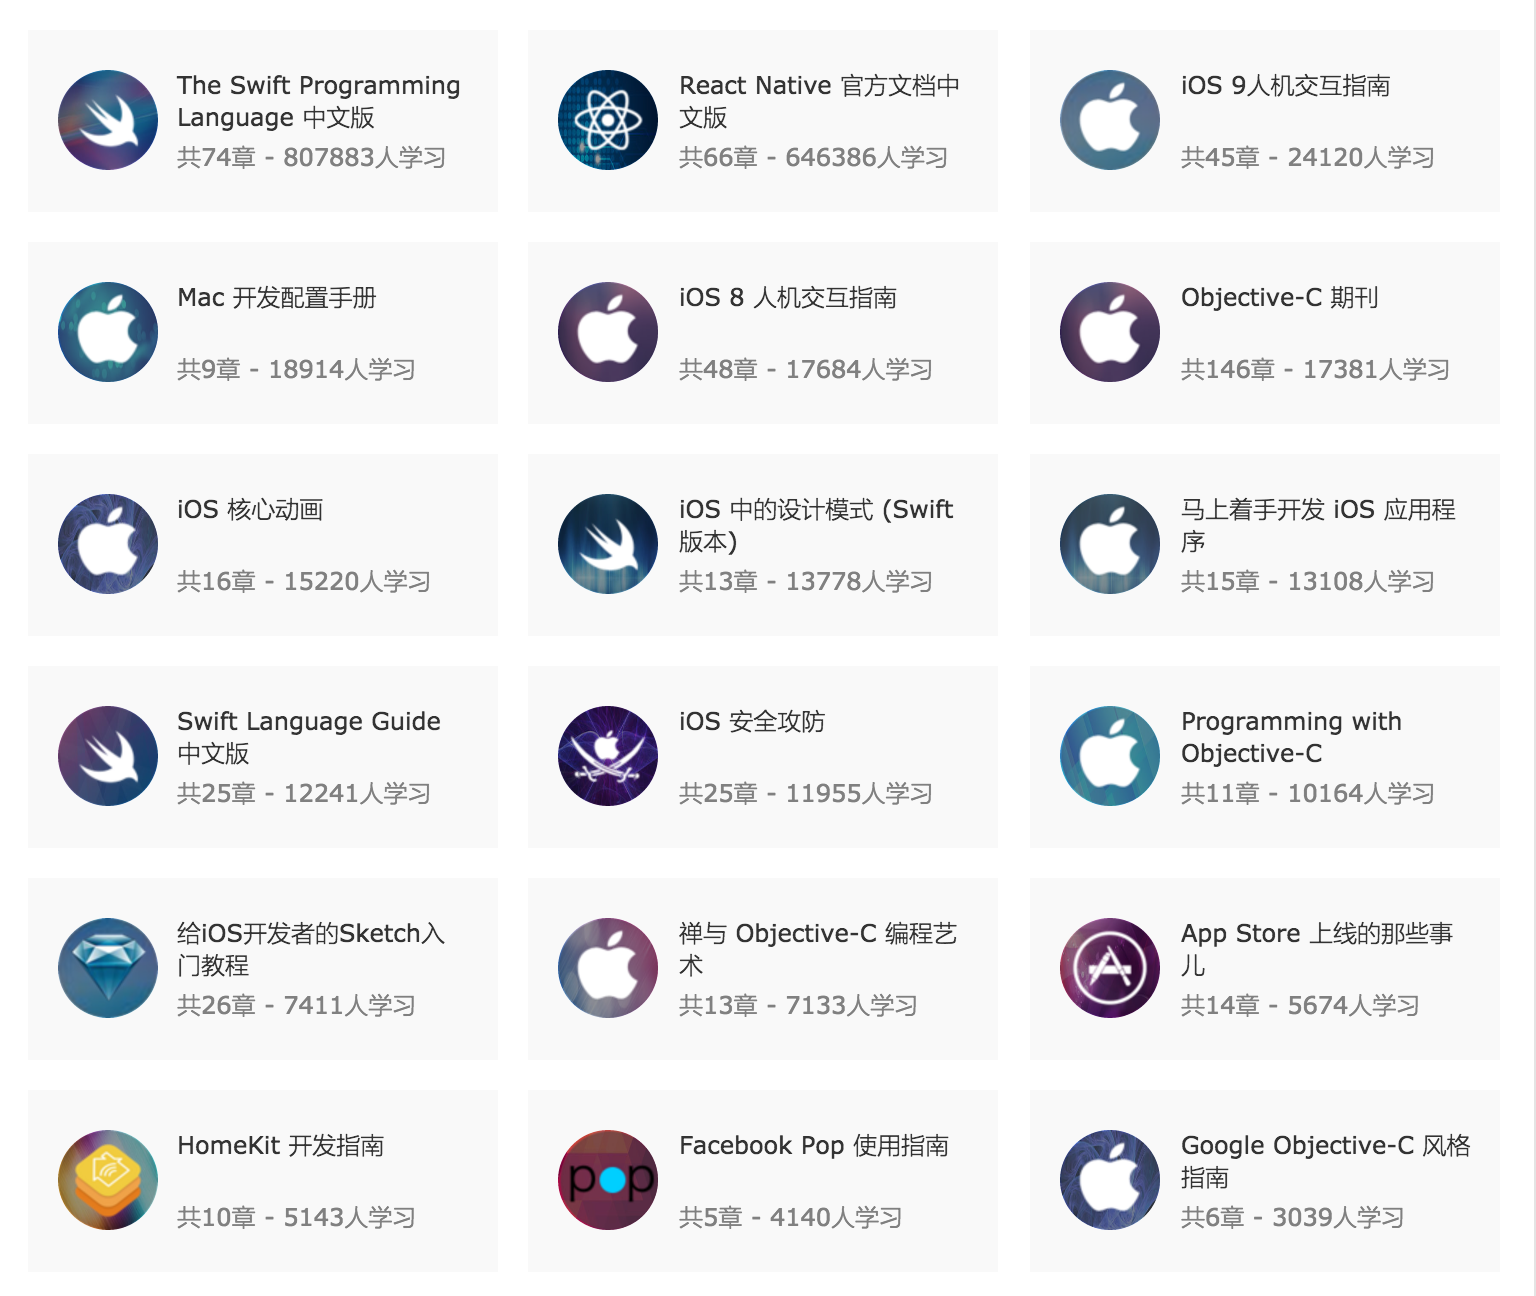 The Swift Programming
Language 中文版
共74章 - 807883人学习
React Native 官方文档中
文版
共66章 - 646386人学习
iOS 9人机交互指南
共45章 - 24120人学习
Mac 开发配置手册
共9章 - 18914人学习
iOS 8 人机交互指南
共48章 - 17684人学习
Objective-C 期刊
共146章 - 17381人学习
iOS 核心动画
共16章 - 15220人学习
iOS 中的设计模式 (Swift
版本)
共13章 - 13778人学习
马上着手开发 iOS 应用程
序
共15章 - 13108人学习
Swift Language Guide
中文版
共25章 - 12241人学习
iOS 安全攻防
共25章 - 11955人学习
Programming with
Objective-C
共11章 - 10164人学习
给iOS开发者的Sketch入
门教程
共26章 - 7411人学习
禅与 Objective-C 编程艺
术
共13章 - 7133人学习
App Store 上线的那些事
儿
共14章 - 5674人学习
HomeKit 开发指南
共10章 - 5143人学习
pop
Facebook Pop 使用指南
共5章 - 4140人学习
Google Objective-C 风格
指南
共6章 - 3039人学习